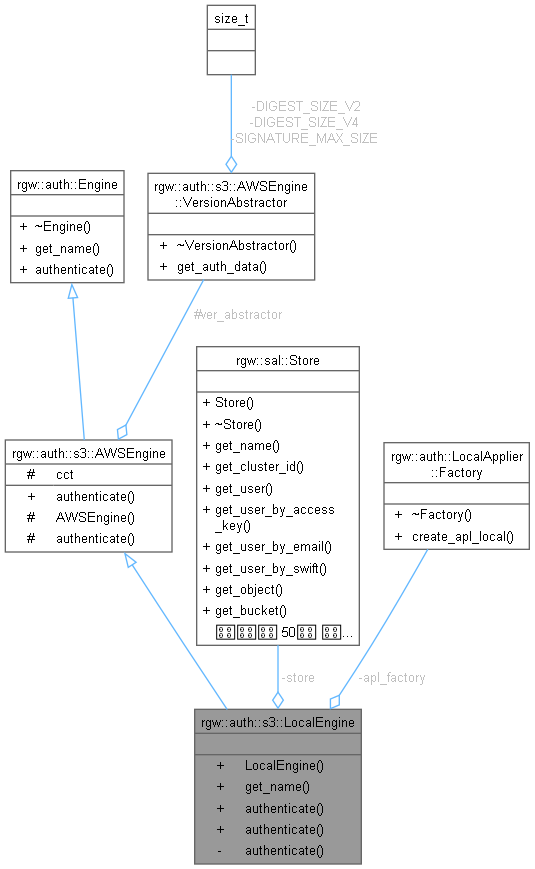 size_t
-DIGEST_SIZE_V2
-DIGEST_SIZE_V4
-SIGNATURE_MAX_SIZE
rgw::auth::Engine
+ ~Engine()
+ get_name()
+ authenticate()
rgw::auth::s3::AWSEngine
::VersionAbstractor
+ ~VersionAbstractor()
+ get_auth_data()
#ver_abstractor
rgw::sal::Store
+ Store()
+ ~Store()
+ get_name()
+ get_cluster_id()
+ get_user()
+ get_user_by_access
_key()
+ get_user_by_email()
+ get_user_by_swift()
+ get_object()
+ get_bucket()
50 ...
rgw::auth::s3::AWSEngine
# cct
+ authenticate()
# AWSEngine()
# authenticate()
rgw::auth::LocalApplier
::Factory
+ ~Factory()
+ create_apl_local()
-store
-apl_factory
rgw::auth::s3::LocalEngine
+ LocalEngine()
+ get_name()
+ authenticate()
+ authenticate()
- authenticate()